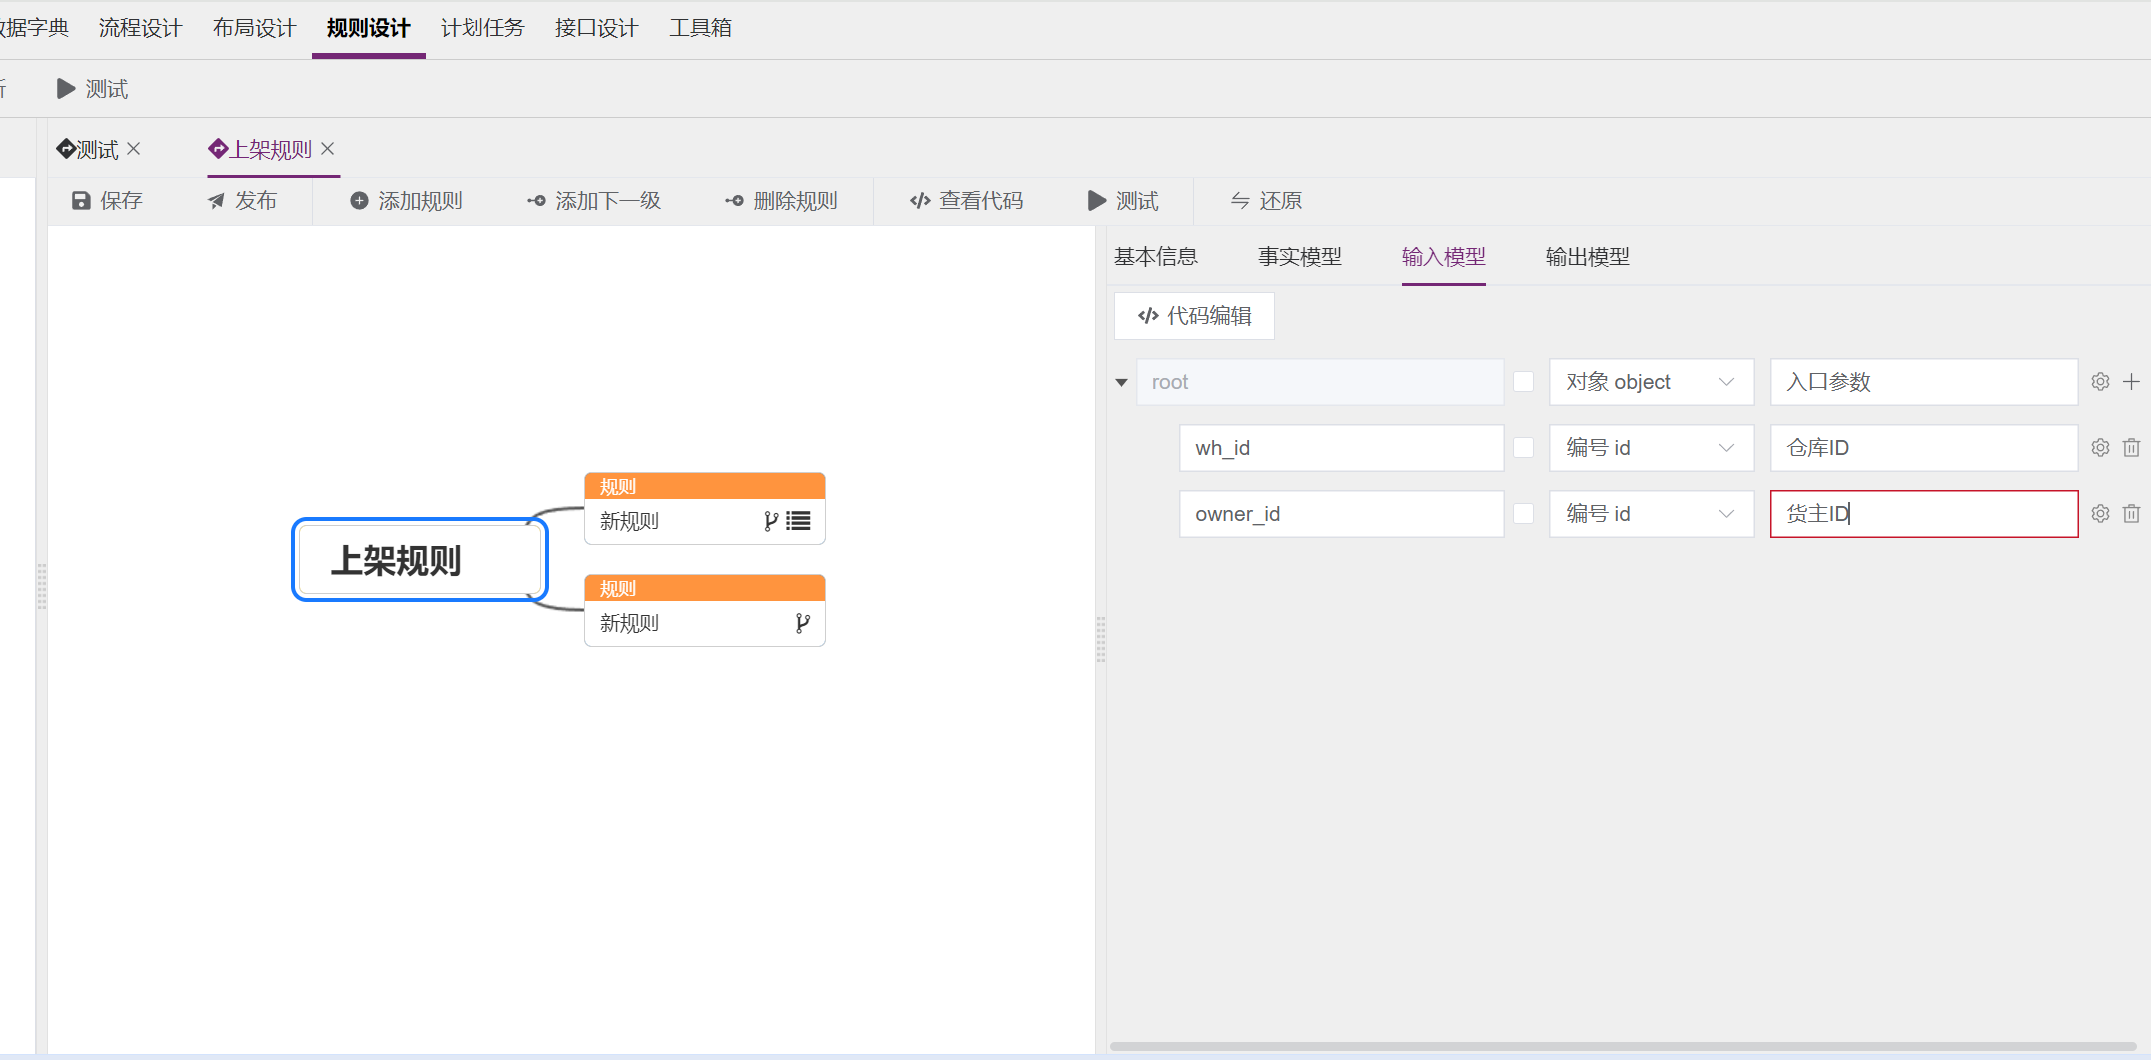 据字典 流程设计 布局设计 规则设计 计划任务 接口设计 工具箱
测试
测试 上架规则
保存 发布 添加规则 添加下一级 删除规则 查看代码 测试 还原
基本信息 事实模型 输入模型 输出模型
代码编辑
root 对象 object 入口参数
wh_id 编号 id 仓库ID
owner_id 编号 id 货主ID
上架规则
规则
新规则
规则
新规则